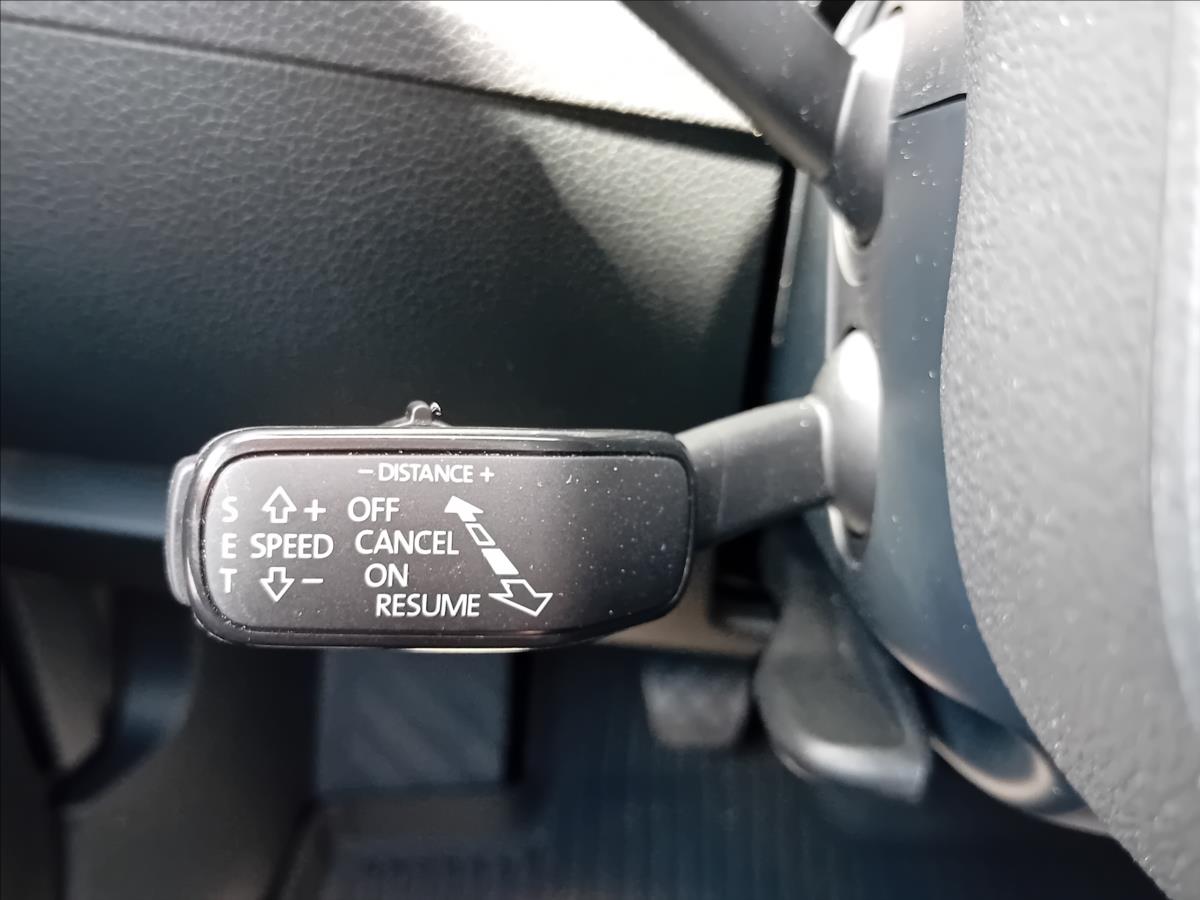 − DISTANCE +
S + OFF
E SPEED CANCEL
T − ON
RESUME